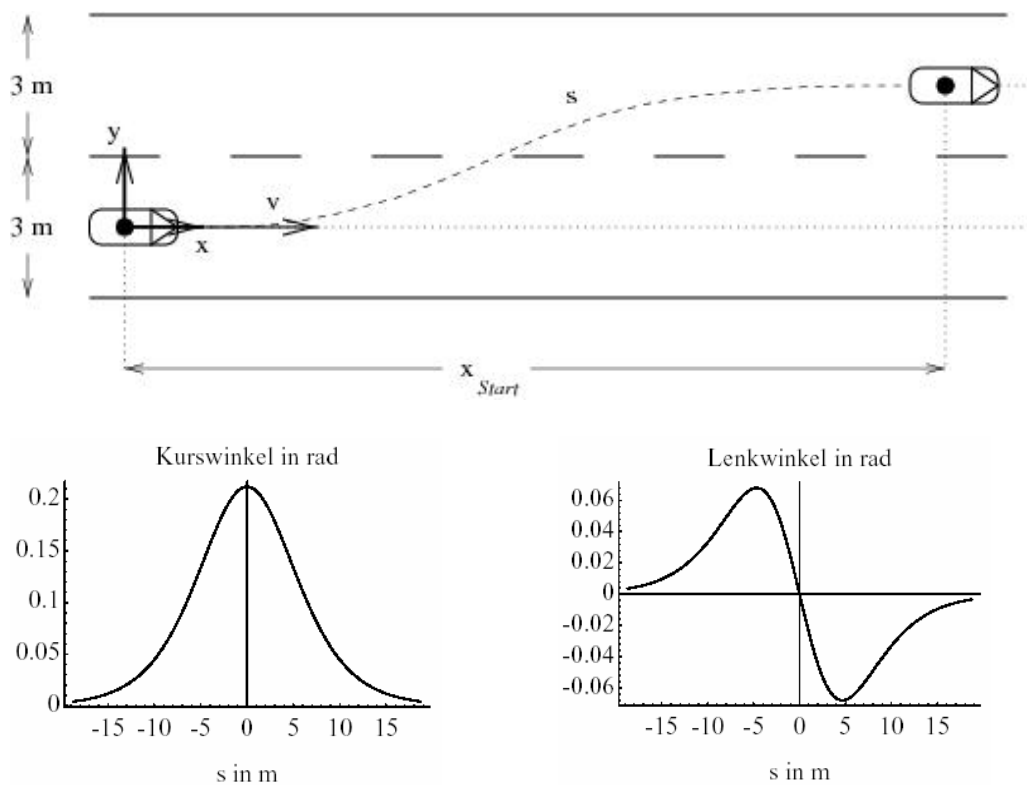 3 m
s
y
v
3 m
x
x Start
Kurswinkel in rad
0.2
0.15
0.1
0.05
0
-15 -10 -5 0 5 10 15
s in m
Lenkwinkel in rad
0.06
0.04
0.02
0
-0.02
-0.04
-0.06
-15 -10 -5 0 5 10 15
s in m